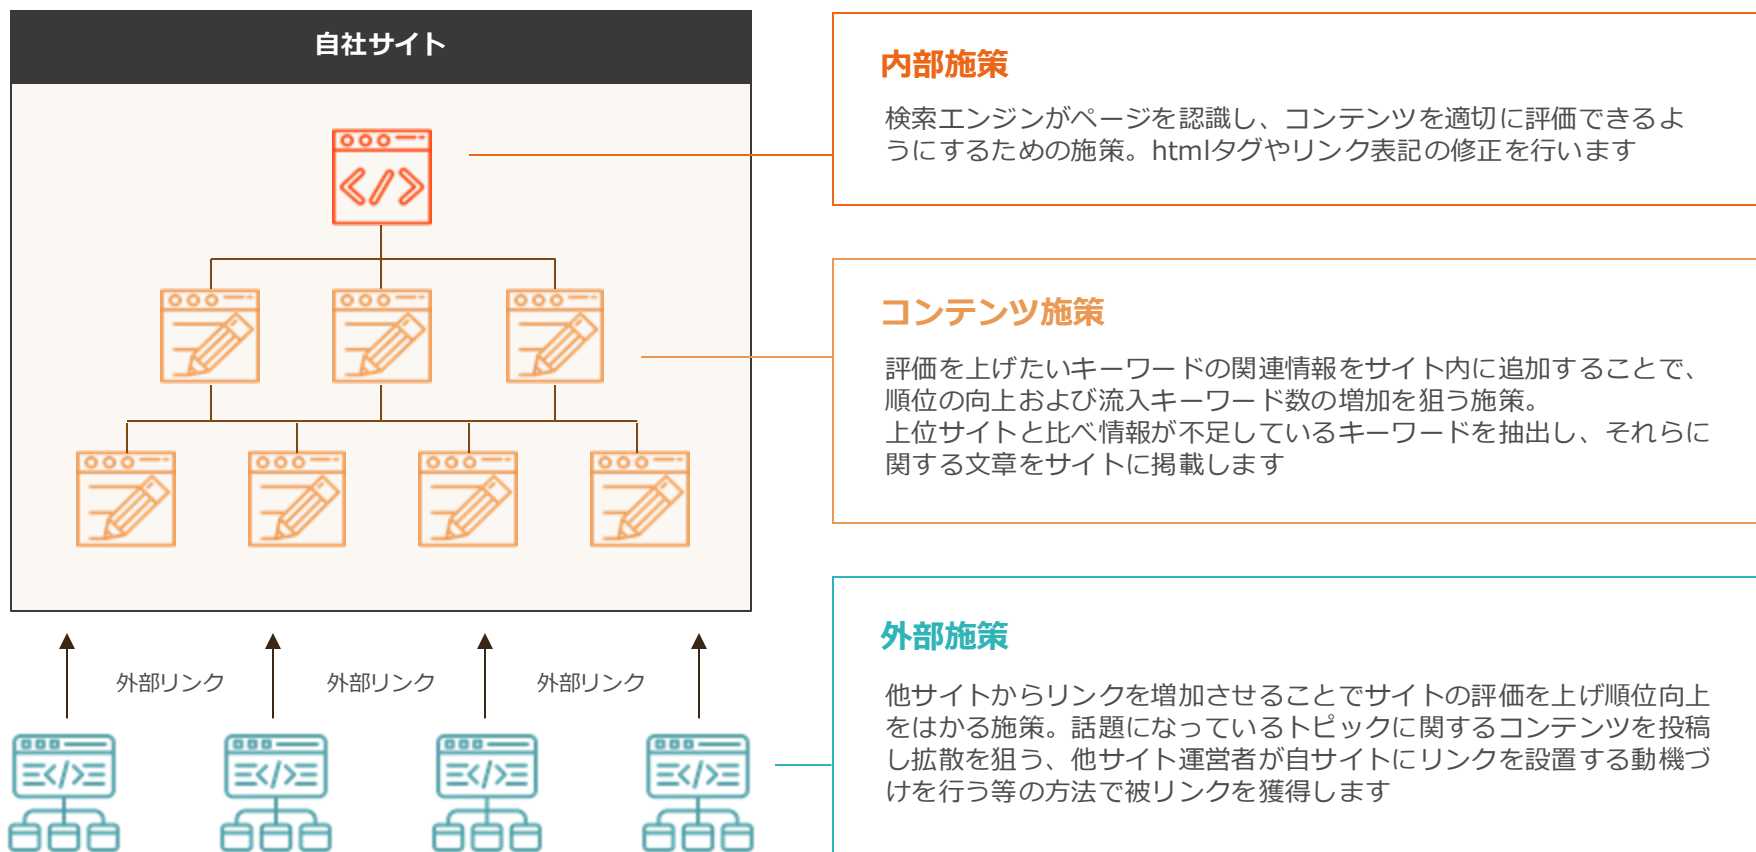 自社サイト
内部施策
検索エンジンがページを認識し、コンテンツを適切に評価できるよ
うにするための施策。htmlタグやリンク表記の修正を行います
コンテンツ施策
評価を上げたいキーワードの関連情報をサイト内に追加することで、
順位の向上および流入キーワード数の増加を狙う施策。
上位サイトと比べ情報が不足しているキーワードを抽出し、それらに
関する文章をサイトに掲載します
外部リンク
外部リンク
外部リンク
外部施策
他サイトからリンクを増加させることでサイトの評価を上げ順位向上
をはかる施策。話題になっているトピックに関するコンテンツを投稿
し拡散を狙う、他サイト運営者が自サイトにリンクを設置する動機づ
けを行う等の方法で被リンクを獲得します